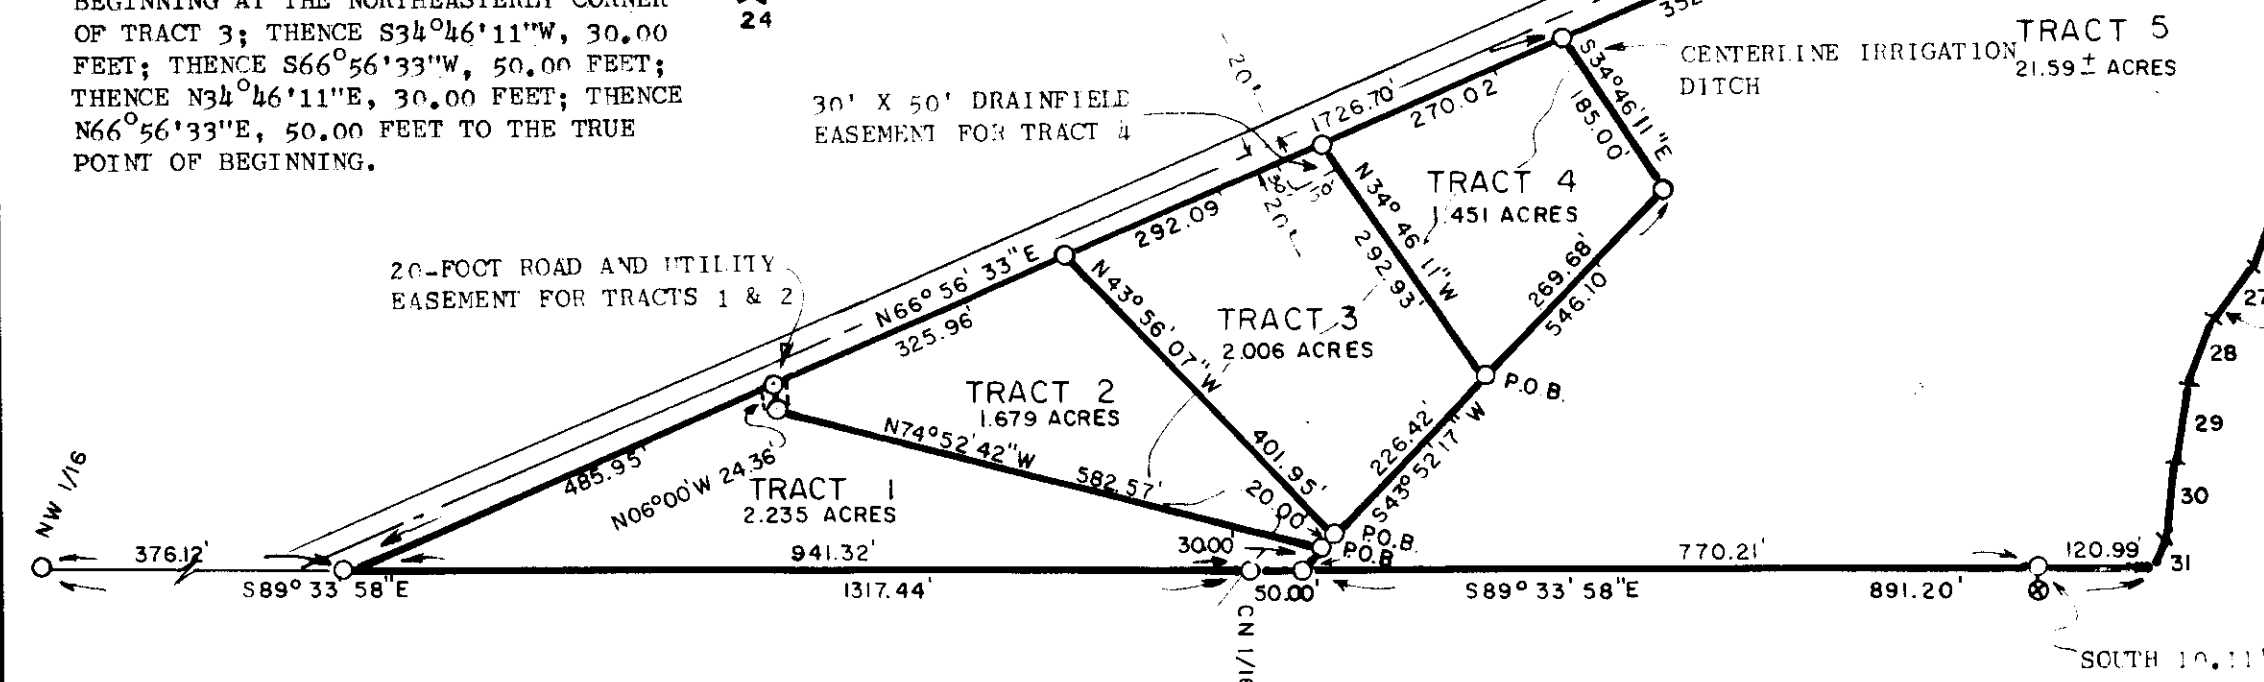 BEGINNING AT THE NORTHEASTERLY CORNER
OF TRACT 3; THENCE S34°46'11"W, 30.00
FEET; THENCE S66°56'33"W, 50.00 FEET;
THENCE N34°46'11"E, 30.00 FEET; THENCE
N66°56'33"E, 50.00 FEET TO THE TRUE
POINT OF BEGINNING.
24
30' X 50' DRAINFIELD
EASEMENT FOR TRACT 4
20-FOOT ROAD AND UTILITY
EASEMENT FOR TRACTS 1 & 2
CENTERLINE IRRIGATION
DITCH
TRACT 5
21.59± ACRES
20'
1726.70'
270.02'
S34°46'11"E
185.00'
TRACT 4
1.451 ACRES
30'
50'
20'
N34°46'11"W
292.93'
292.09'
269.68'
546.10'
N66°56'33"E
325.96'
N43°56'07"W
401.95'
TRACT 3
2.006 ACRES
P.O.B.
TRACT 2
1.679 ACRES
N74°52'42"W
582.57'
226.42'
S43°52'17"W
485.95'
N06°00'W 24.36'
TRACT 1
2.235 ACRES
20.00'
P.O.B.
30.00'
P.O.B.
NW 1/16
376.12'
941.32'
770.21'
120.99'
S89°33'58"E
1317.44'
50.00'
S89°33'58"E
891.20'
CN 1/16
SOUTH 10.11'
27
28
29
30
31